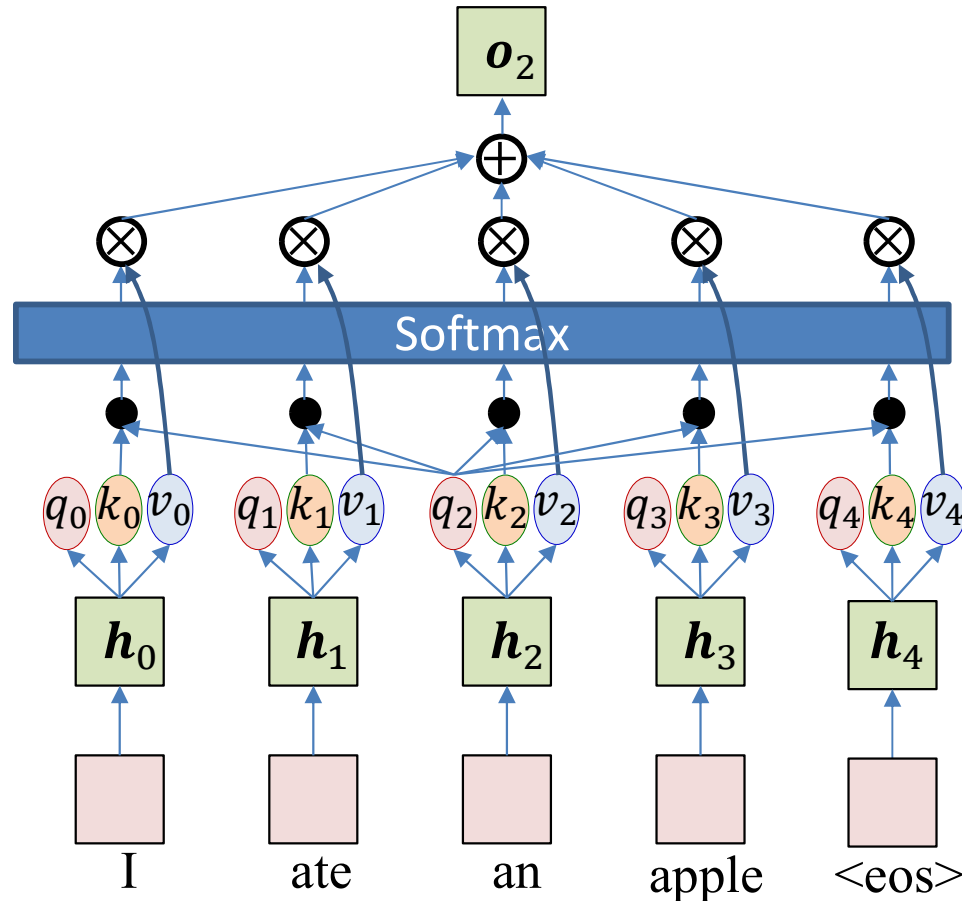 o₂
Softmax
q₀ k₀ v₀ q₁ k₁ v₁ q₂ k₂ v₂ q₃ k₃ v₃ q₄ k₄ v₄
h₀ h₁ h₂ h₃ h₄
I ate an apple <eos>